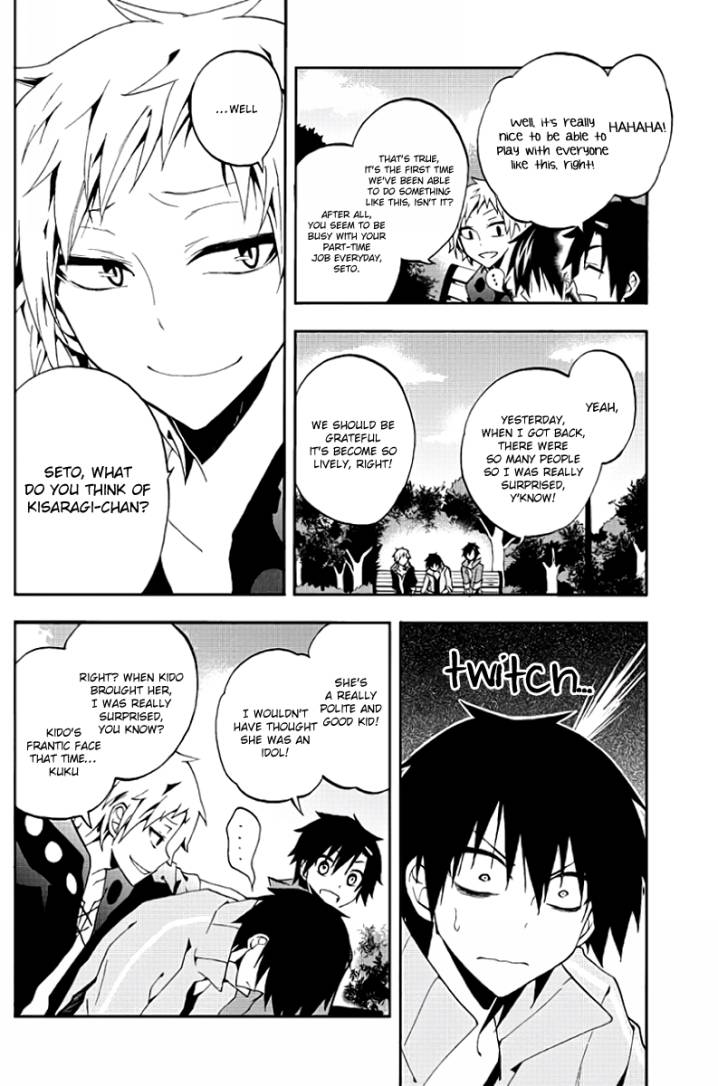 HAHAHA!
Well, it's really
nice to be able to
play with everyone
like this, right!
THAT'S TRUE,
IT'S THE FIRST TIME
WE'VE BEEN ABLE
TO DO SOMETHING
LIKE THIS, ISN'T IT?
AFTER ALL,
YOU SEEM TO BE
BUSY WITH YOUR
PART-TIME
JOB EVERYDAY,
SETO.
...
YEAH,
YESTERDAY,
WHEN I GOT BACK,
THERE WERE
SO MANY PEOPLE
SO I WAS REALLY
SURPRISED,
Y'KNOW!
WE SHOULD BE
GRATEFUL
IT'S BECOME SO
LIVELY, RIGHT!
...WELL
SETO, WHAT
DO YOU THINK OF
KISARAGI-CHAN?
twitch...
SHE'S
A REALLY
POLITE AND
GOOD KID!
I WOULDN'T
HAVE THOUGHT
SHE WAS AN
IDOL!
RIGHT? WHEN KIDO
BROUGHT HER,
I WAS REALLY
SURPRISED,
YOU KNOW?
KIDO'S
FRANTIC FACE
THAT TIME...
KUKU
....